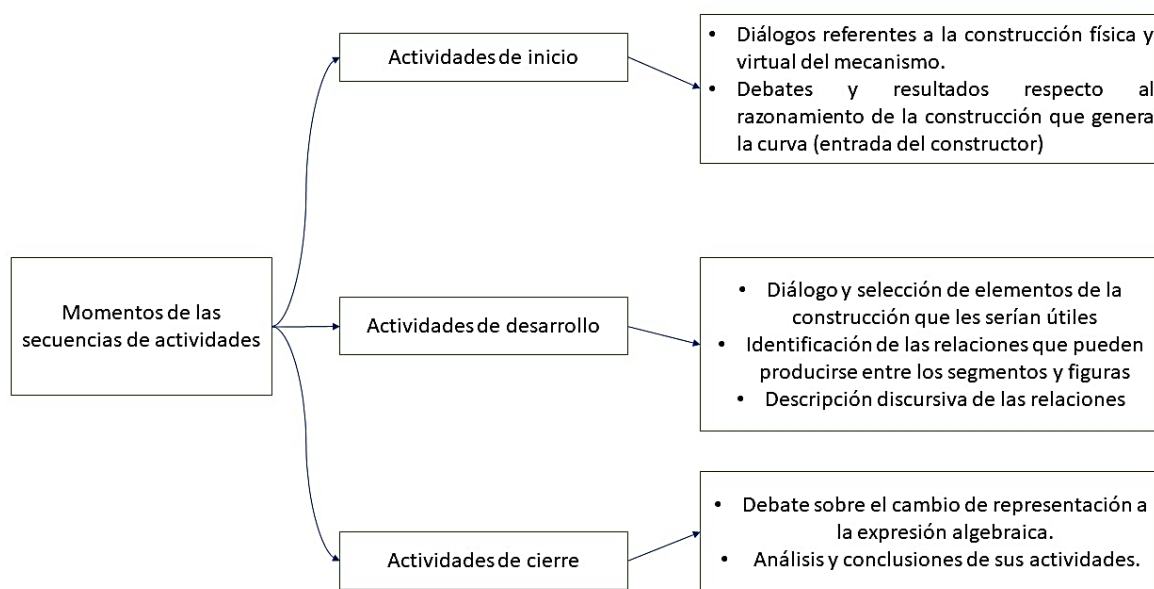 Actividades de inicio
• Diálogos referentes a la construcción física y
virtual del mecanismo.
• Debates y resultados respecto al
razonamiento de la construcción que genera
la curva (entrada del constructor)
Momentos de las
secuencias de actividades
Actividades de desarrollo
• Diálogo y selección de elementos de la
construcción que les serían útiles
• Identificación de las relaciones que pueden
producirse entre los segmentos y figuras
• Descripción discursiva de las relaciones
Actividades de cierre
• Debate sobre el cambio de representación a
la expresión algebraica.
• Análisis y conclusiones de sus actividades.